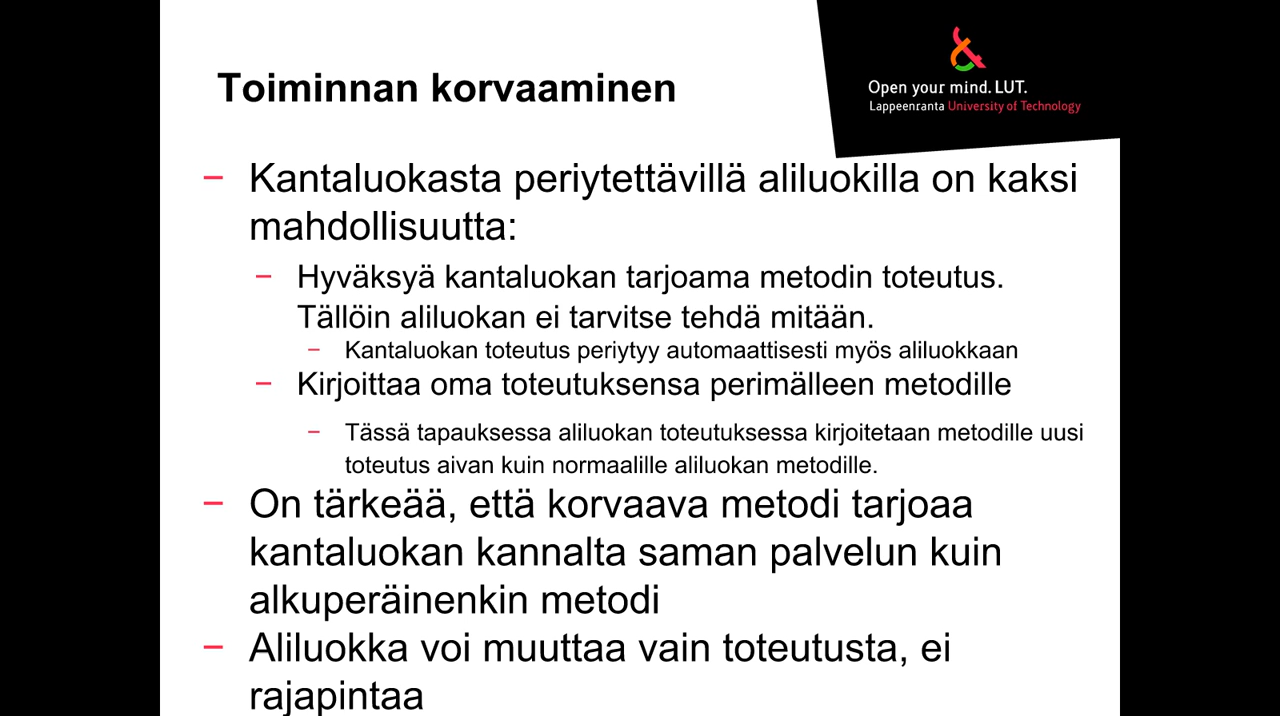 Toiminnan korvaaminen
Open your mind. LUT.
Lappeenranta University of Technology
– Kantaluokasta periytettävillä aliluokilla on kaksi
mahdollisuutta:
– Hyväksyä kantaluokan tarjoama metodin toteutus.
Tällöin aliluokan ei tarvitse tehdä mitään.
– Kantaluokan toteutus periytyy automaattisesti myös aliluokkaan
– Kirjoittaa oma toteutuksensa perimälleen metodille
– Tässä tapauksessa aliluokan toteutuksessa kirjoitetaan metodille uusi
toteutus aivan kuin normaalille aliluokan metodille.
– On tärkeää, että korvaava metodi tarjoaa
kantaluokan kannalta saman palvelun kuin
alkuperäinenkin metodi
– Aliluokka voi muuttaa vain toteutusta, ei
rajapintaa